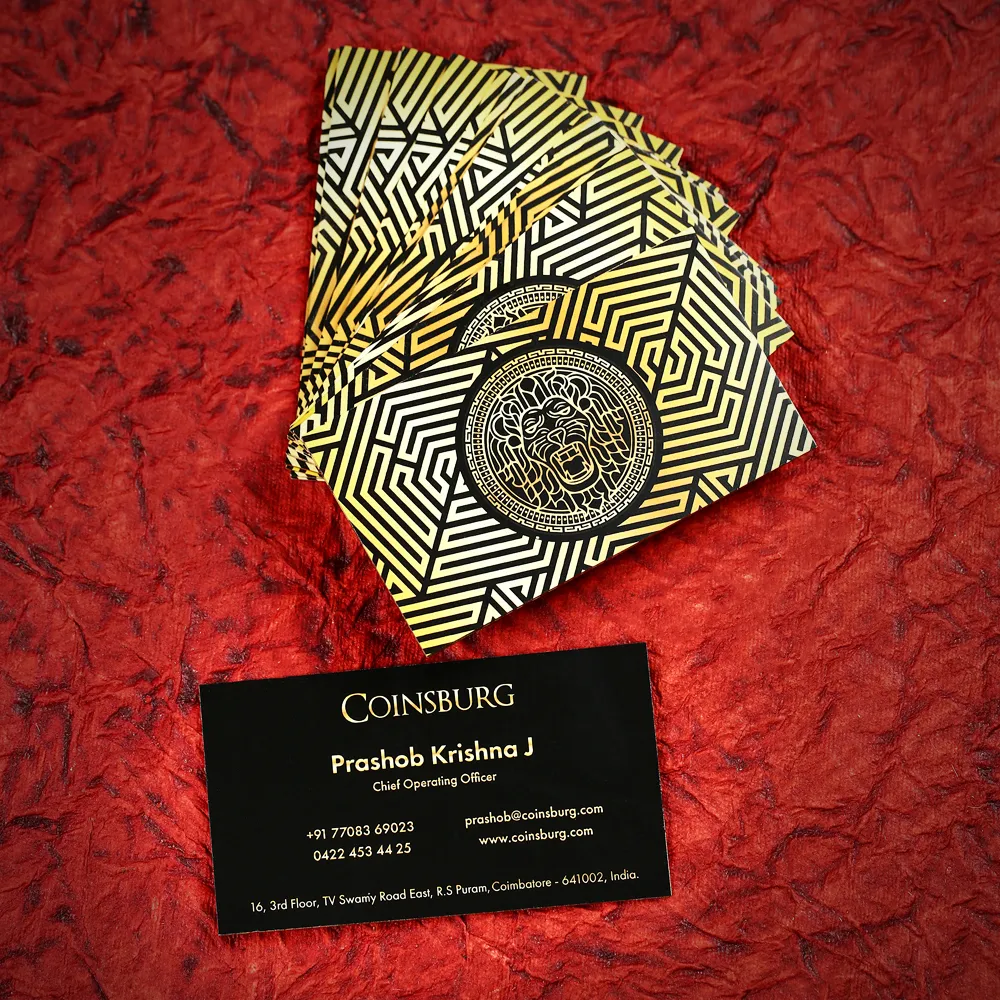 COINSBURG
Prashob Krishna J
Chief Operating Officer
+91 77083 69023
0422 453 44 25
prashob@coinsburg.com
www.coinsburg.com
16, 3rd Floor, TV Swamy Road East, R.S Puram, Coimbatore - 641002, India.